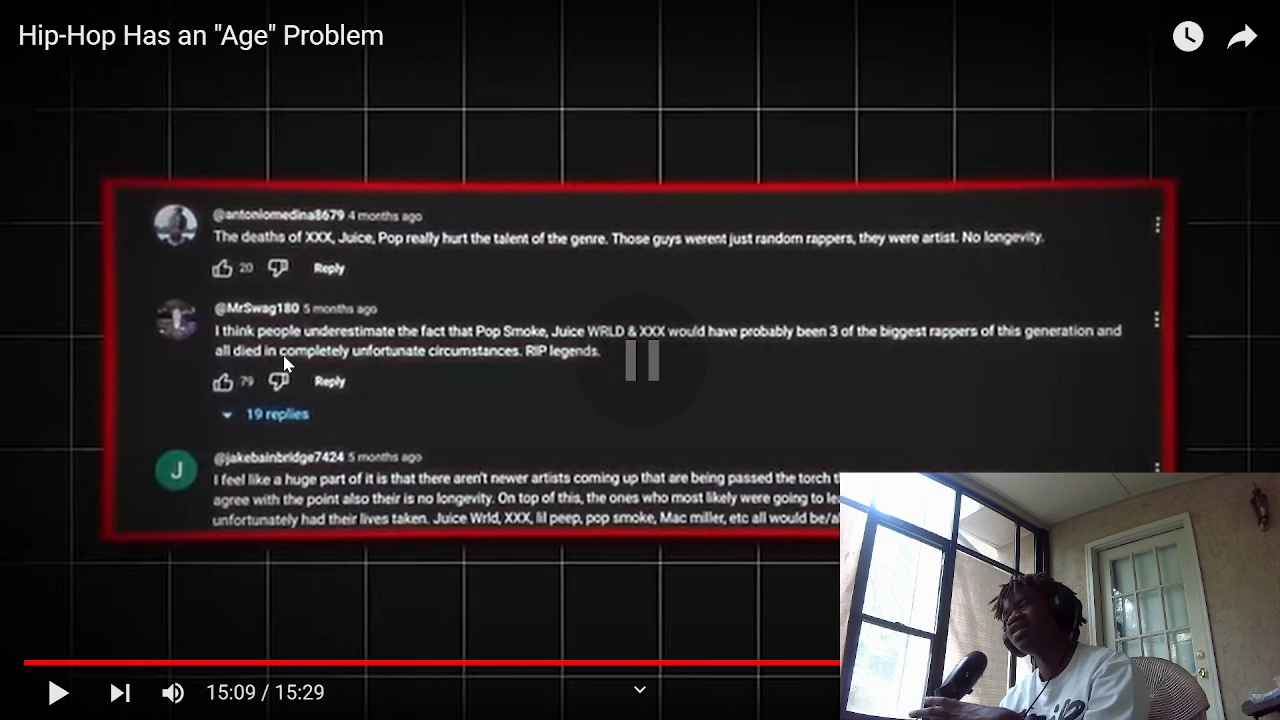 Hip-Hop Has an "Age" Problem
@antoniomedina8679 4 months ago
The deaths of XXX, Juice, Pop really hurt the talent of the genre. Those guys werent just random rappers, they were artist. No longevity.
20 Reply
@MrSwag180 5 months ago
I think people underestimate the fact that Pop Smoke, Juice WRLD & XXX would have probably been 3 of the biggest rappers of this generation and
all died in completely unfortunate circumstances. RIP legends.
79 Reply
19 replies
J
@jakebainbridge7424 5 months ago
I feel like a huge part of it is that there aren't newer artists coming up that are being passed the torch
agree with the point also their is no longevity. On top of this, the ones who most likely were going to
unfortunately had their lives taken. Juice Wrld, XXX, lil peep, pop smoke, Mac miller, etc all would
15:09 / 15:29